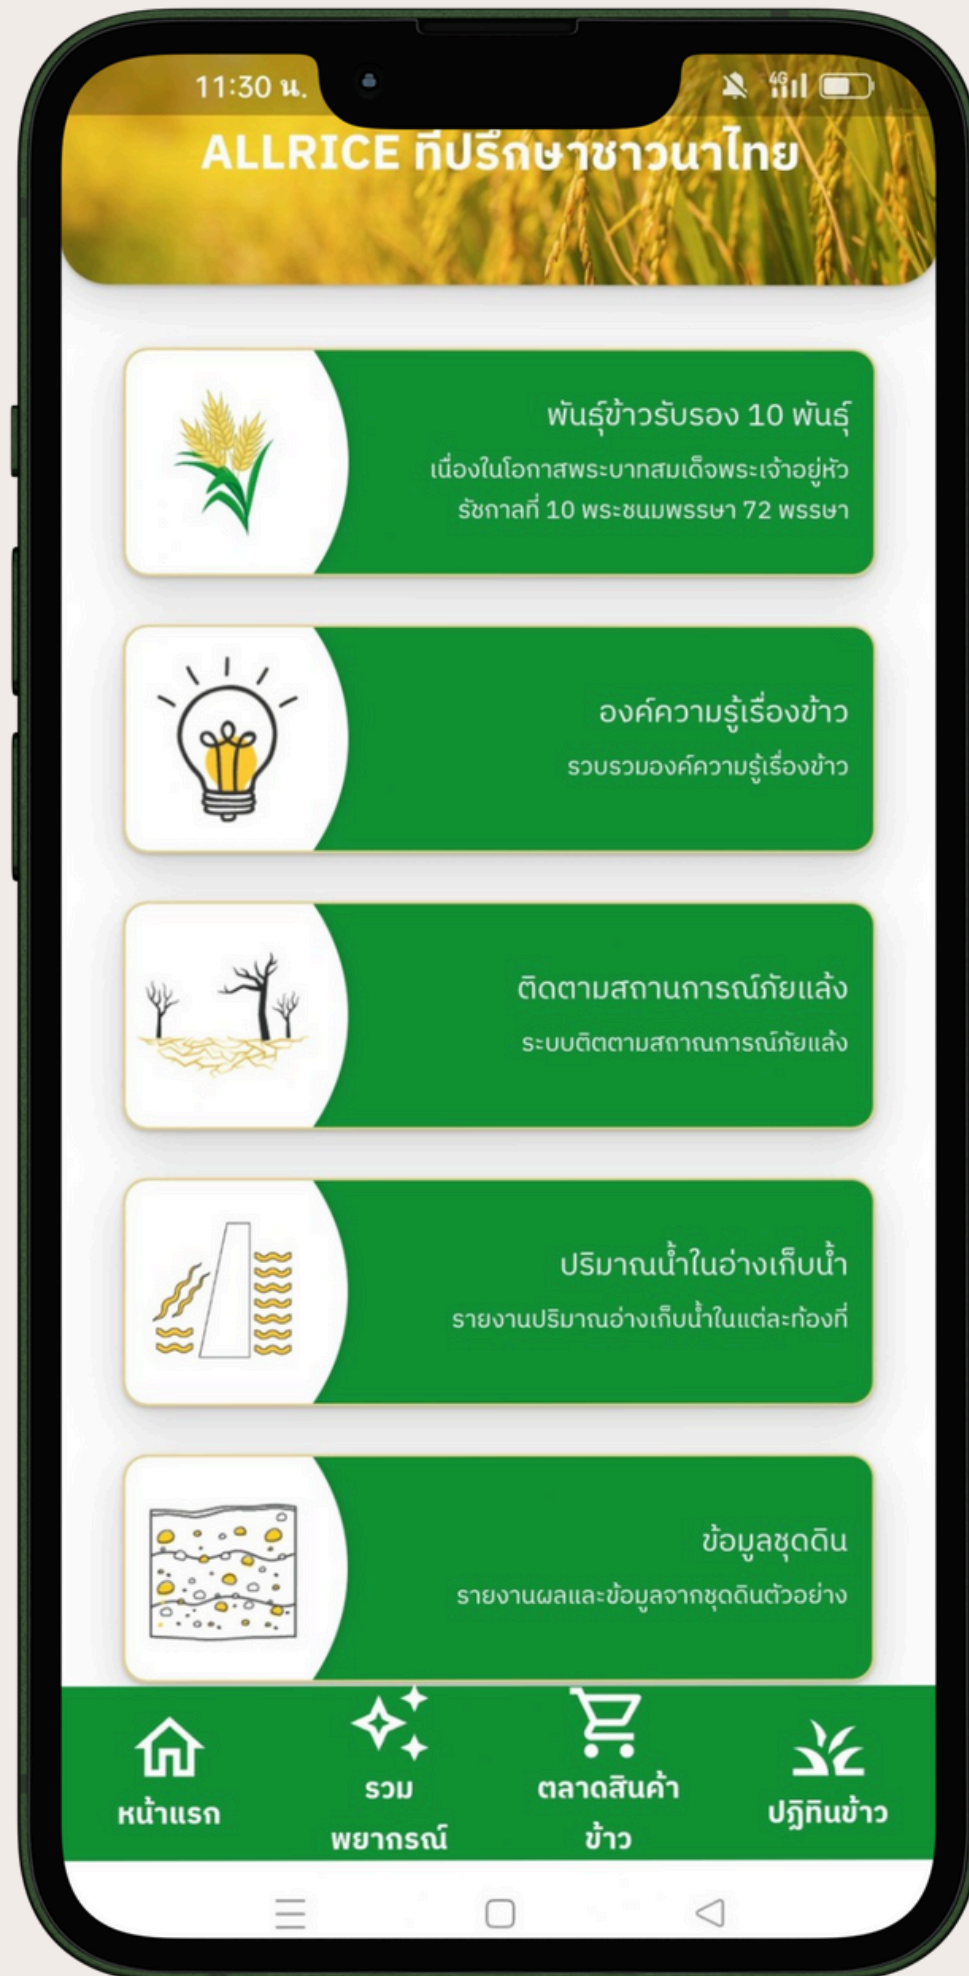 11:30 น.
4G
ALLRICE ที่ปรึกษาชาวนาไทย
พันธุ์ข้าวรับรอง 10 พันธุ์
เนื่องในโอกาสพระบาทสมเด็จพระเจ้าอยู่หัว
รัชกาลที่ 10 พระชนมพรรษา 72 พรรษา
องค์ความรู้เรื่องข้าว
รวบรวมองค์ความรู้เรื่องข้าว
ติดตามสถานการณ์ภัยแล้ง
ระบบติตตามสถาณการณ์ภัยแล้ง
ปริมาณน้ำในอ่างเก็บน้ำ
รายงานปริมาณอ่างเก็บน้ำในแต่ละท้องที่
ข้อมูลชุดดิน
รายงานผลและข้อมูลจากชุดดินตัวอย่าง
หน้าแรก
รวม
พยากรณ์
ตลาดสินค้า
ข้าว
ปฏิทินข้าว